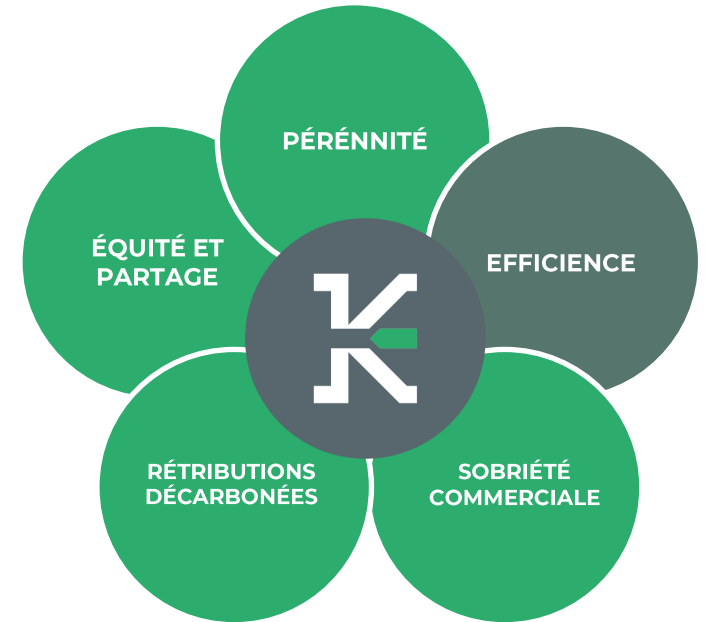 PÉRÉNNITÉ
EFFICIENCE
ÉQUITÉ ET
PARTAGE
K
RÉTRIBUTIONS
DÉCARBONÉES
SOBRIÉTÉ
COMMERCIALE